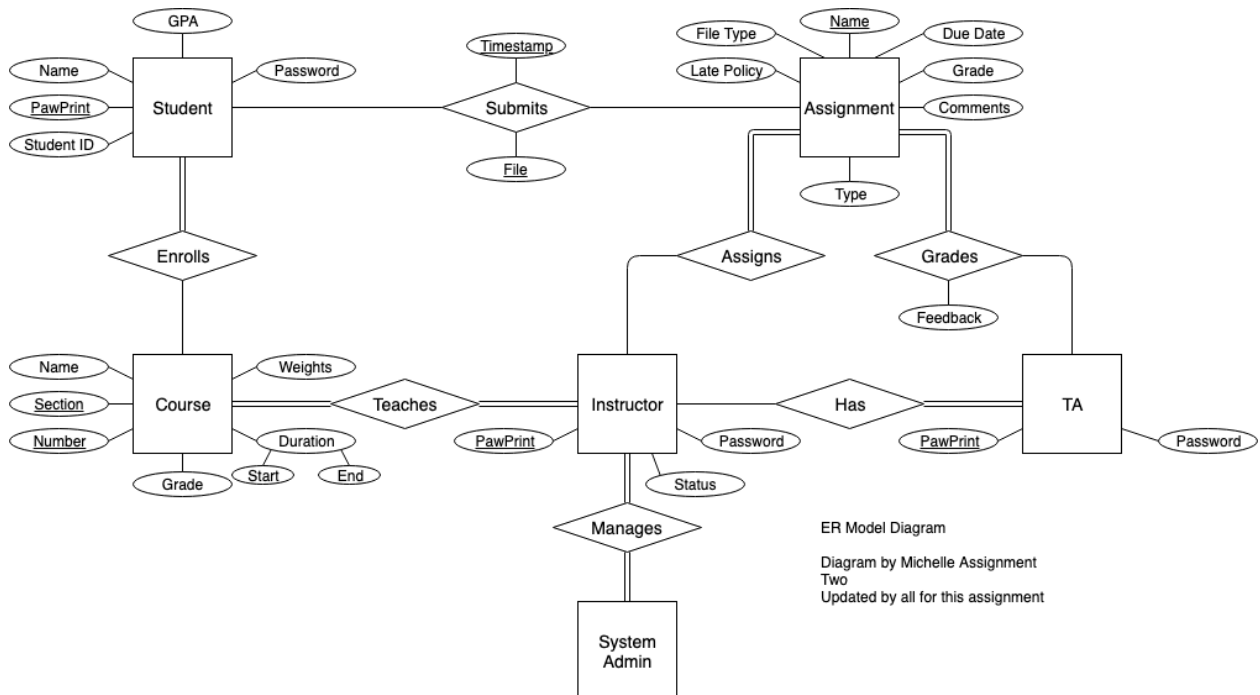 GPA
Name
Password
Student
PawPrint
Student ID
Timestamp
Submits
File
Name
File Type
Due Date
Late Policy
Grade
Assignment
Comments
Type
Enrolls
Assigns
Grades
Feedback
Name
Weights
Section
Course
Number
Duration
Start
End
Grade
Teaches
Instructor
PawPrint
Password
Status
Has
TA
PawPrint
Password
Manages
System
Admin
ER Model Diagram
Diagram by Michelle Assignment
Two
Updated by all for this assignment